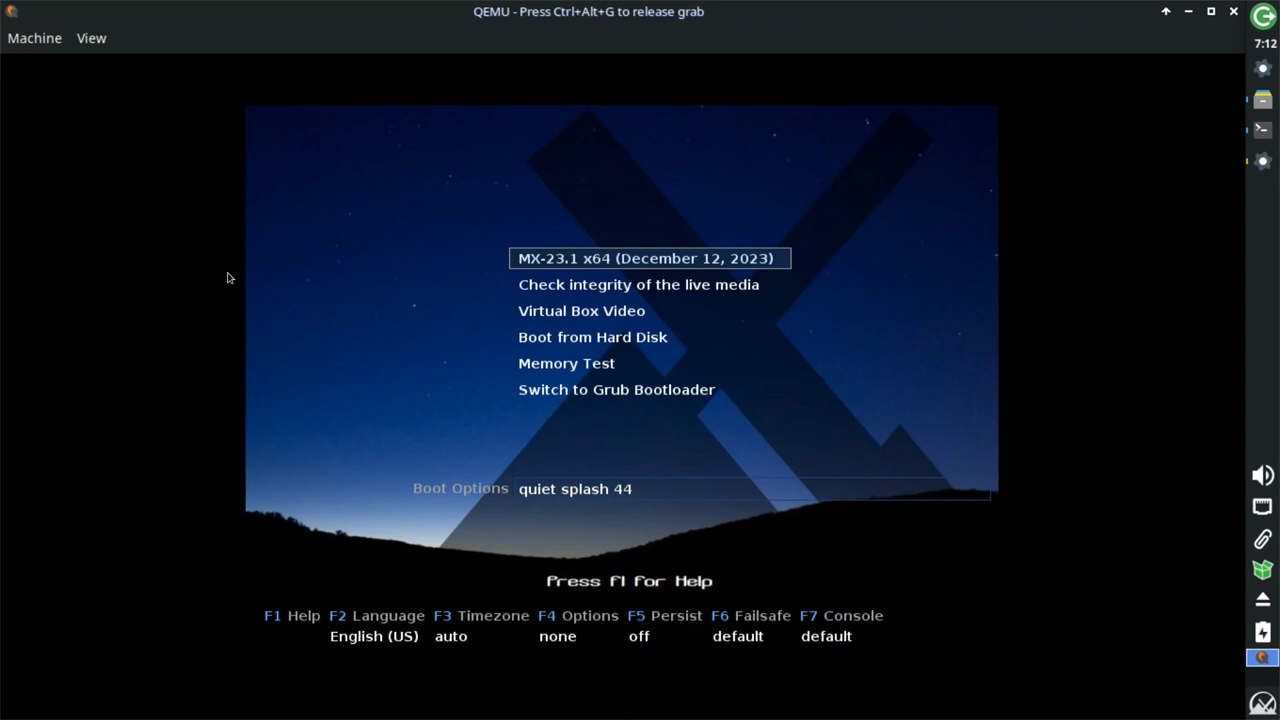 QEMU - Press Ctrl+Alt+G to release grab
Machine View
7:12
MX-23.1 x64 (December 12, 2023)
Check integrity of the live media
Virtual Box Video
Boot from Hard Disk
Memory Test
Switch to Grub Bootloader
Boot Options quiet splash 44
Press F1 for Help
F1 Help F2 Language F3 Timezone F4 Options F5 Persist F6 Failsafe F7 Console
English (US) auto none off default default